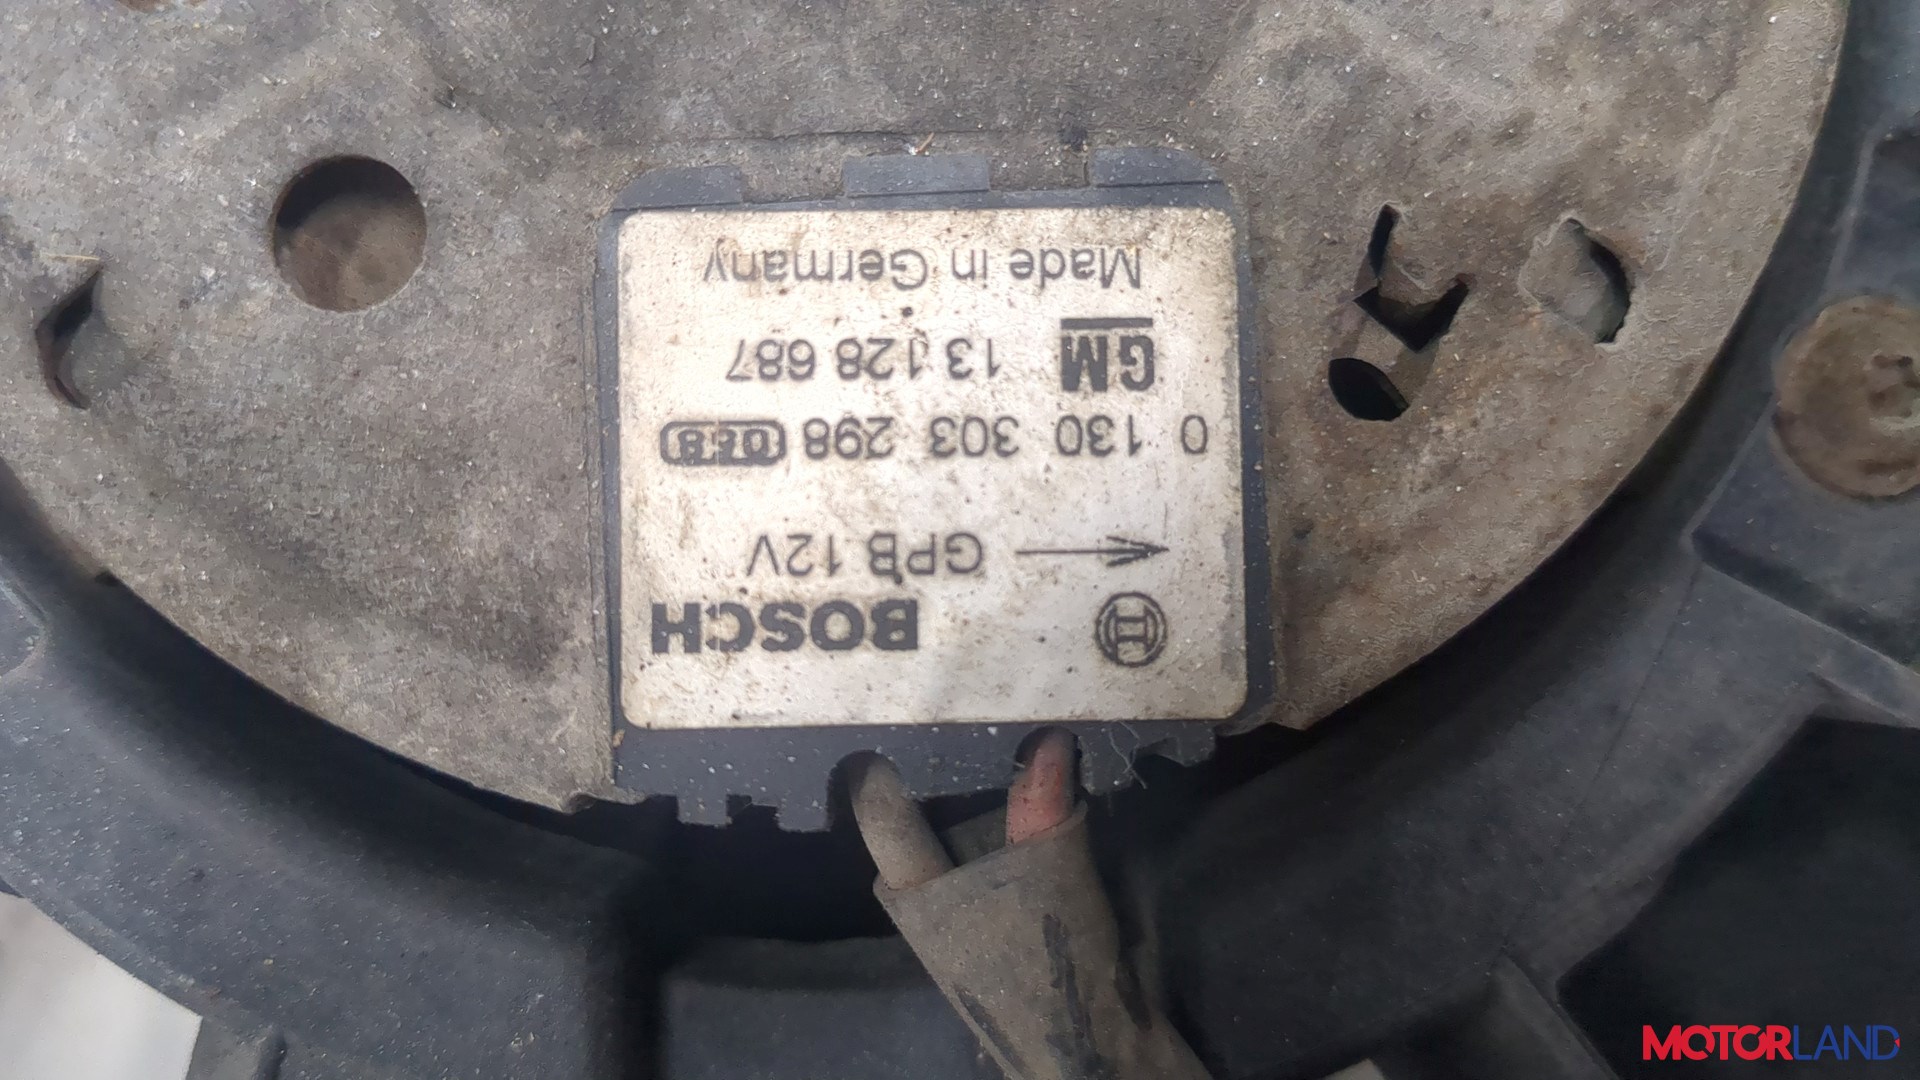 BOSCH
GPB 12V
0 130 303 298
GM 13 128 687
Made in Germany
MOTORLAND